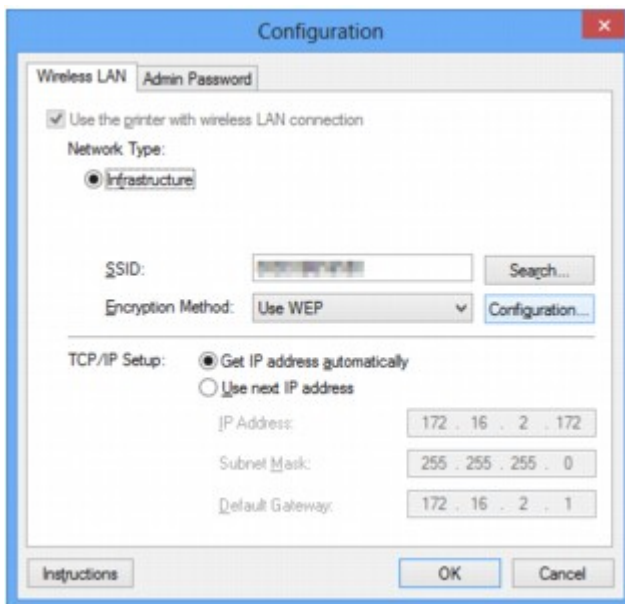 Configuration
Wireless LAN Admin Password
Use the printer with wireless LAN connection
Network Type:
Infrastructure
SSID: Search...
Encryption Method: Use WEP Configuration...
TCP/IP Setup: Get IP address automatically
Use next IP address
IP Address: 172 . 16 . 2 . 172
Subnet Mask: 255 . 255 . 255 . 0
Default Gateway: 172 . 16 . 2 . 1
Instructions OK Cancel